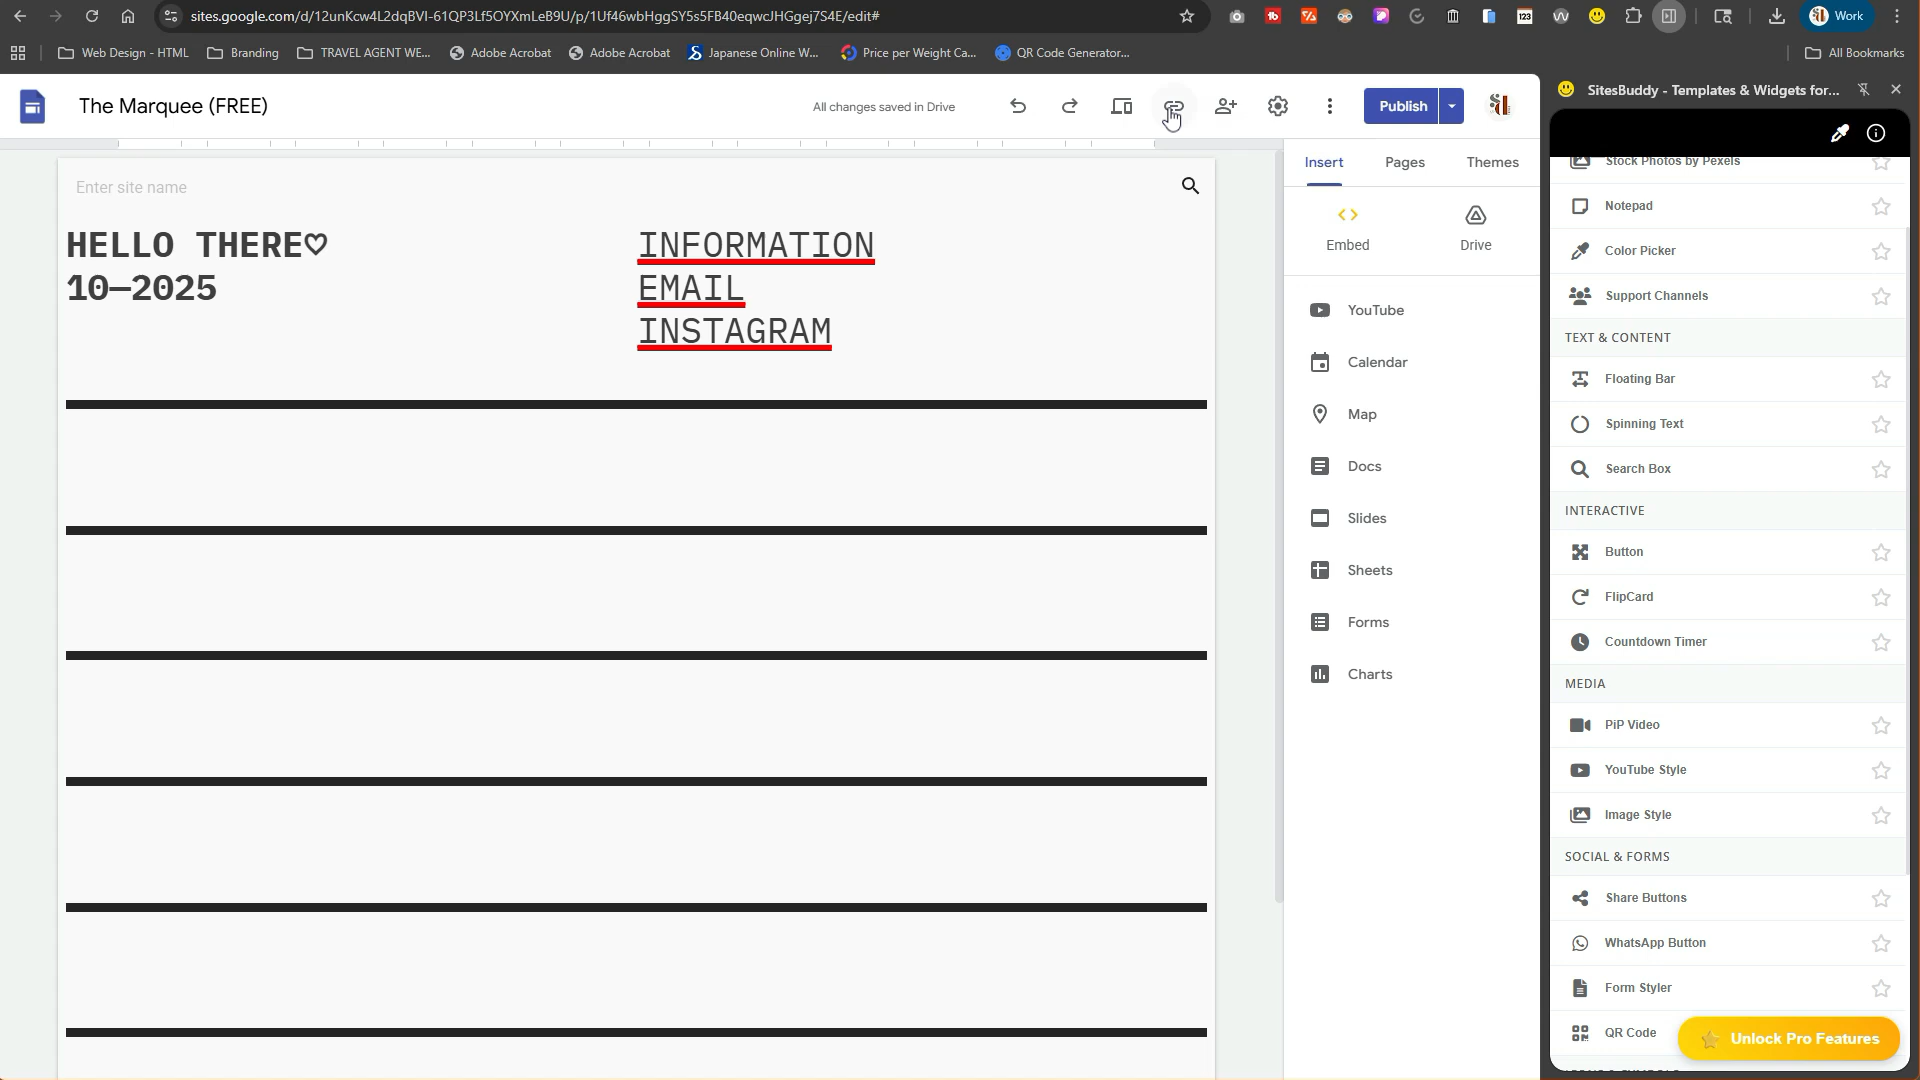 sites.google.com/d/12unKcw4L2dqBVI-61QP3Lf5OYXmLeB9U/p/1Uf46wbHggSY5s5FB40eqwcJHGgej7S4E/edit#
123
Work
Web Design - HTML
Branding
TRAVEL AGENT WE...
Adobe Acrobat
Adobe Acrobat
Japanese Online W...
Price per Weight Ca...
QR Code Generator...
All Bookmarks
The Marquee (FREE)
All changes saved in Drive
Publish
SitesBuddy - Templates & Widgets for...
Insert
Pages
Themes
Enter site name
HELLO THERE♡
10—2025
INFORMATION
EMAIL
INSTAGRAM
Embed
Drive
YouTube
Calendar
Map
Docs
Slides
Sheets
Forms
Charts
Stock Photos by Pexels
Notepad
Color Picker
Support Channels
TEXT & CONTENT
Floating Bar
Spinning Text
Search Box
INTERACTIVE
Button
FlipCard
Countdown Timer
MEDIA
PiP Video
YouTube Style
Image Style
SOCIAL & FORMS
Share Buttons
WhatsApp Button
Form Styler
QR Code
Unlock Pro Features